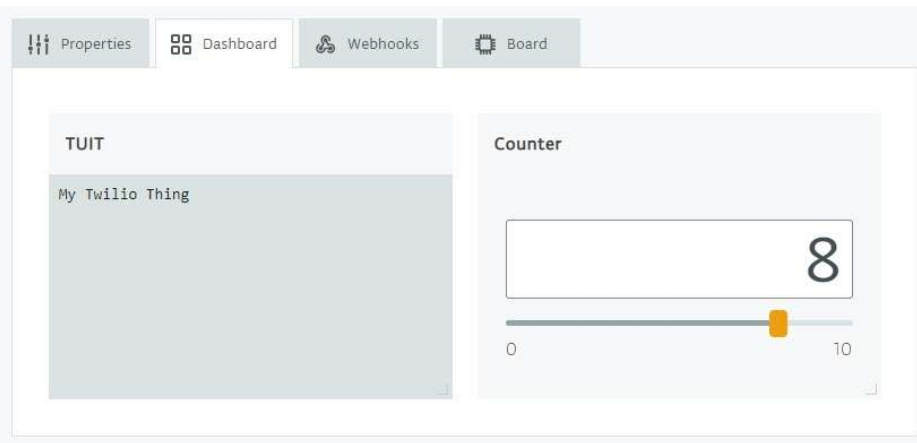 Properties
Dashboard
Webhooks
Board
TUIT
My Twilio Thing
Counter
8
0
10